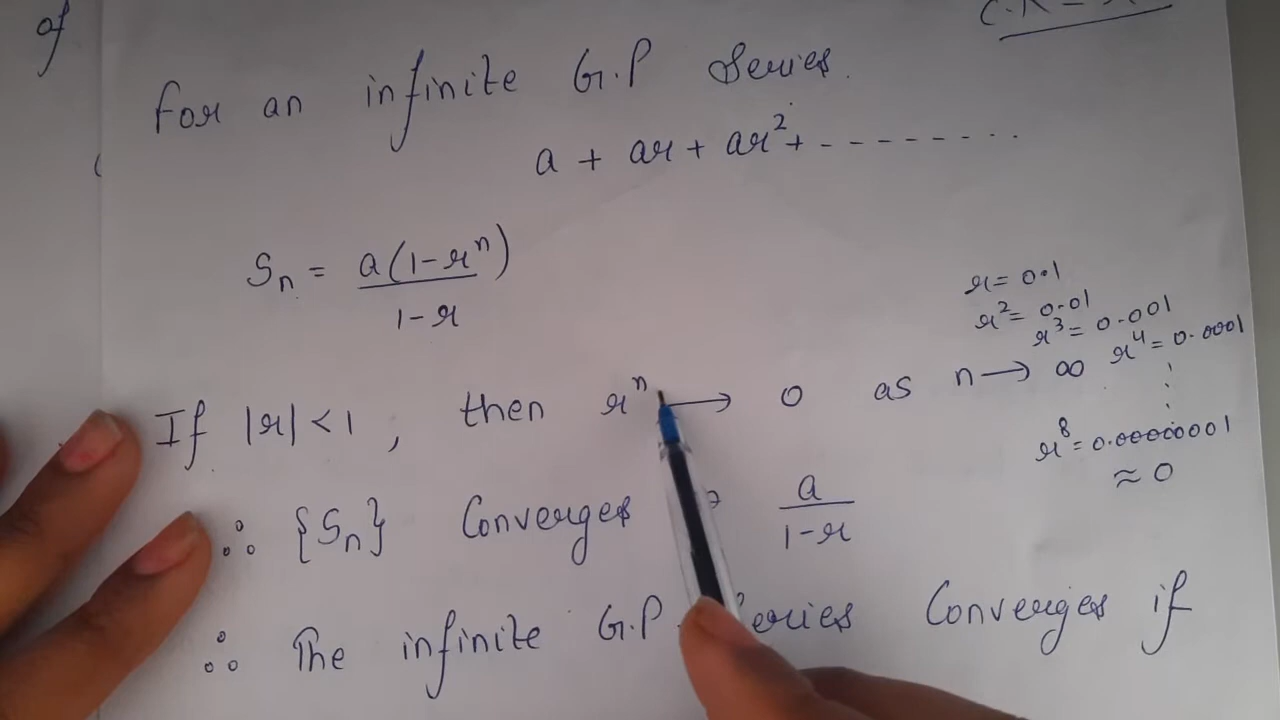 of
For an infinite G.P Series.
a + ar + ar² + - - - - - - - - ..
Sₙ = a(1-rⁿ)
1-r
r = 0.1
r² = 0.01
r³ = 0.001
r⁴ = 0.0001
If |r| < 1, then rⁿ → 0 as n → ∞
r⁸ = 0.00000001
≈ 0
∴ {Sₙ} Converges a
1-r
∴ The infinite G.P. Series Converges if